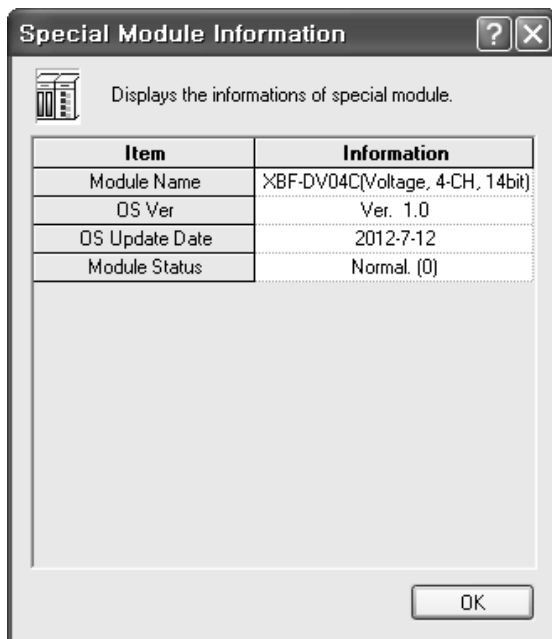 Special Module Information
Displays the informations of special module.
Item Information
Module Name XBF-DV04C(Voltage, 4-CH, 14bit)
OS Ver Ver. 1.0
OS Update Date 2012-7-12
Module Status Normal. (0)
OK